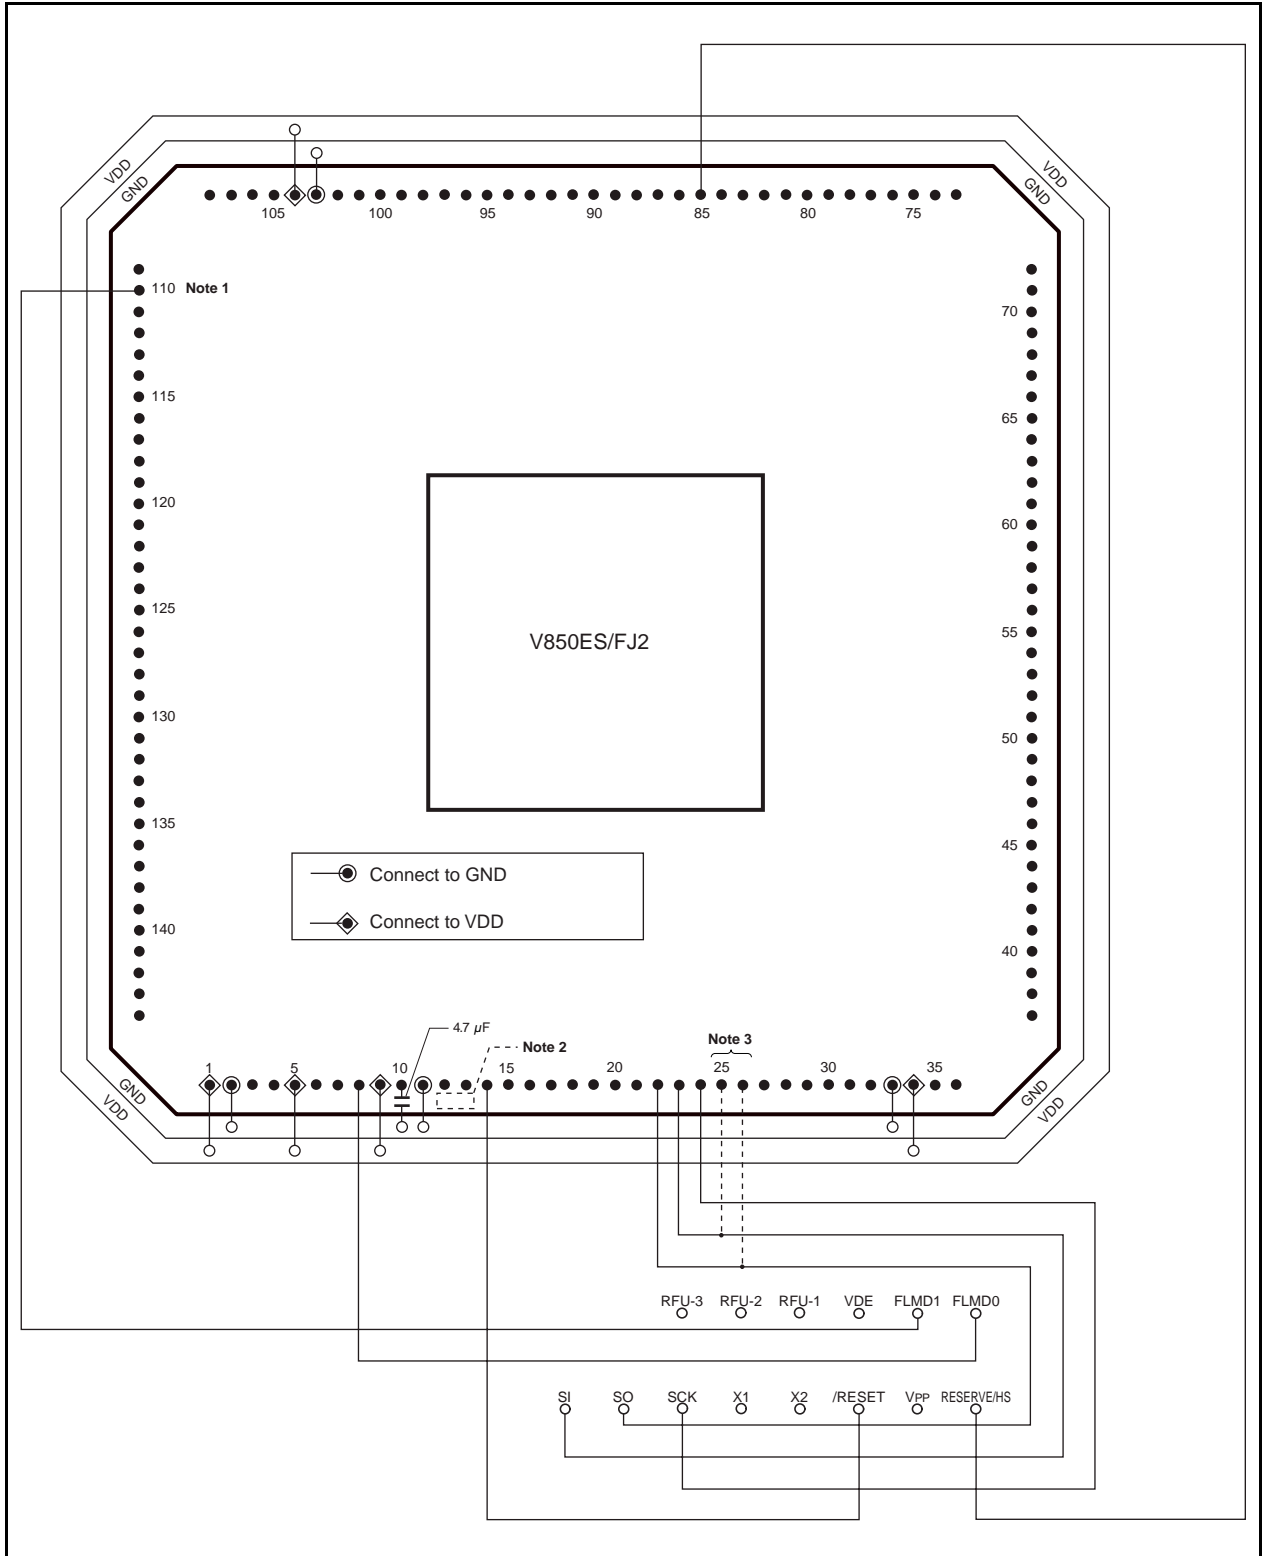 VDD
GND
VDD
GND
105 100 95 90 85 80 75
110 Note 1
70
115
65
120
60
125
V850ES/FJ2
55
130
50
135
45
Connect to GND
Connect to VDD
140
40
4.7 µF
Note 2
Note 3
1 5 10 15 20 25 30 35
GND
VDD
GND
VDD
RFU-3 RFU-2 RFU-1 VDE FLMD1 FLMD0
SI SO SCK X1 X2 /RESET VPP RESERVE/HS